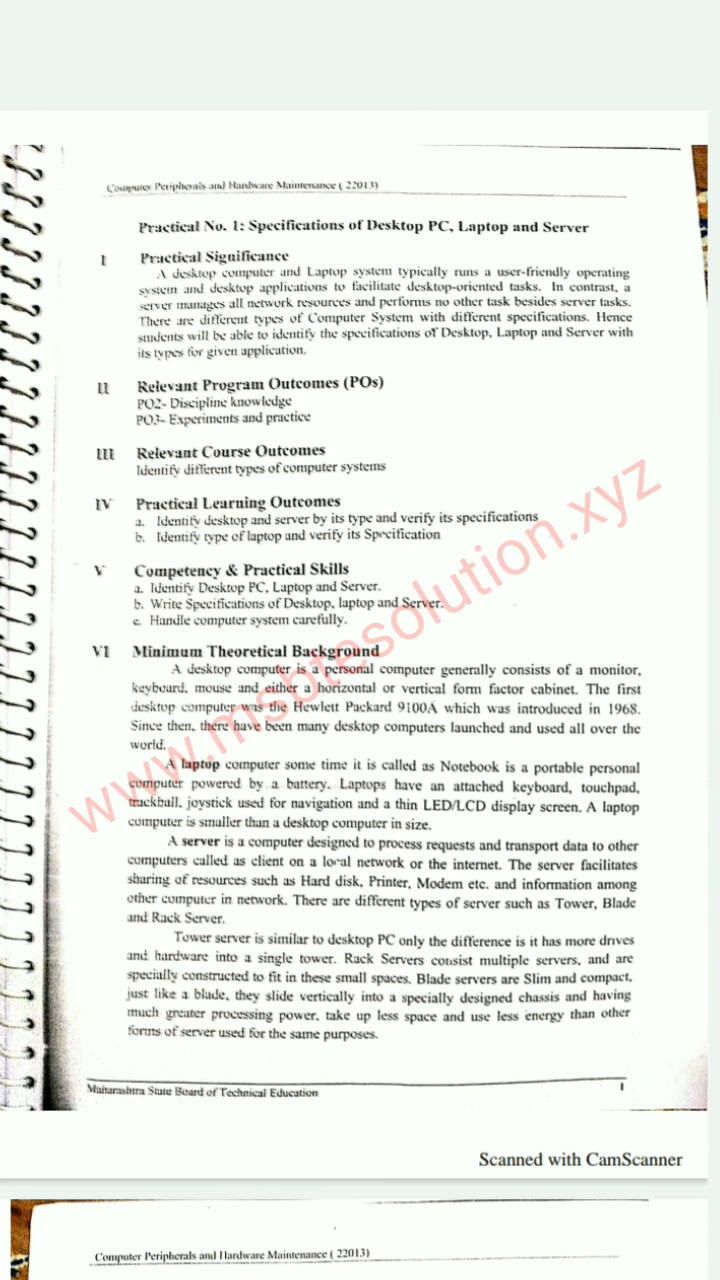 Computer Peripherals and Hardware Maintenance ( 22013)
Practical No. 1: Specifications of Desktop PC, Laptop and Server
I Practical Significance
A desktop computer and Laptop system typically runs a user-friendly operating
system and desktop applications to facilitate desktop-oriented tasks. In contrast, a
server manages all network resources and performs no other task besides server tasks.
There are different types of Computer System with different specifications. Hence
students will be able to identify the specifications of Desktop, Laptop and Server with
its types for given application.
II Relevant Program Outcomes (POs)
PO2- Discipline knowledge
PO3- Experiments and practice
III Relevant Course Outcomes
Identify different types of computer systems
IV Practical Learning Outcomes
a. Identify desktop and server by its type and verify its specifications
b. Identify type of laptop and verify its Specification
V Competency & Practical Skills
a. Identify Desktop PC, Laptop and Server.
b. Write Specifications of Desktop, laptop and Server.
c. Handle computer system carefully.
VI Minimum Theoretical Background
A desktop computer is a personal computer generally consists of a monitor,
keyboard, mouse and either a horizontal or vertical form factor cabinet. The first
desktop computer was the Hewlett Packard 9100A which was introduced in 1968.
Since then, there have been many desktop computers launched and used all over the
world.
A laptop computer some time it is called as Notebook is a portable personal
computer powered by a battery. Laptops have an attached keyboard, touchpad,
trackball, joystick used for navigation and a thin LED/LCD display screen. A laptop
computer is smaller than a desktop computer in size.
A server is a computer designed to process requests and transport data to other
computers called as client on a local network or the internet. The server facilitates
sharing of resources such as Hard disk, Printer, Modem etc. and information among
other computer in network. There are different types of server such as Tower, Blade
and Rack Server.
Tower server is similar to desktop PC only the difference is it has more drives
and hardware into a single tower. Rack Servers consist multiple servers, and are
specially constructed to fit in these small spaces. Blade servers are Slim and compact,
just like a blade, they slide vertically into a specially designed chassis and having
much greater processing power, take up less space and use less energy than other
forms of server used for the same purposes.
www.msbtesolution.xyz
Maharashtra State Board of Technical Education 1
Scanned with CamScanner
Computer Peripherals and Hardware Maintenance ( 22013)